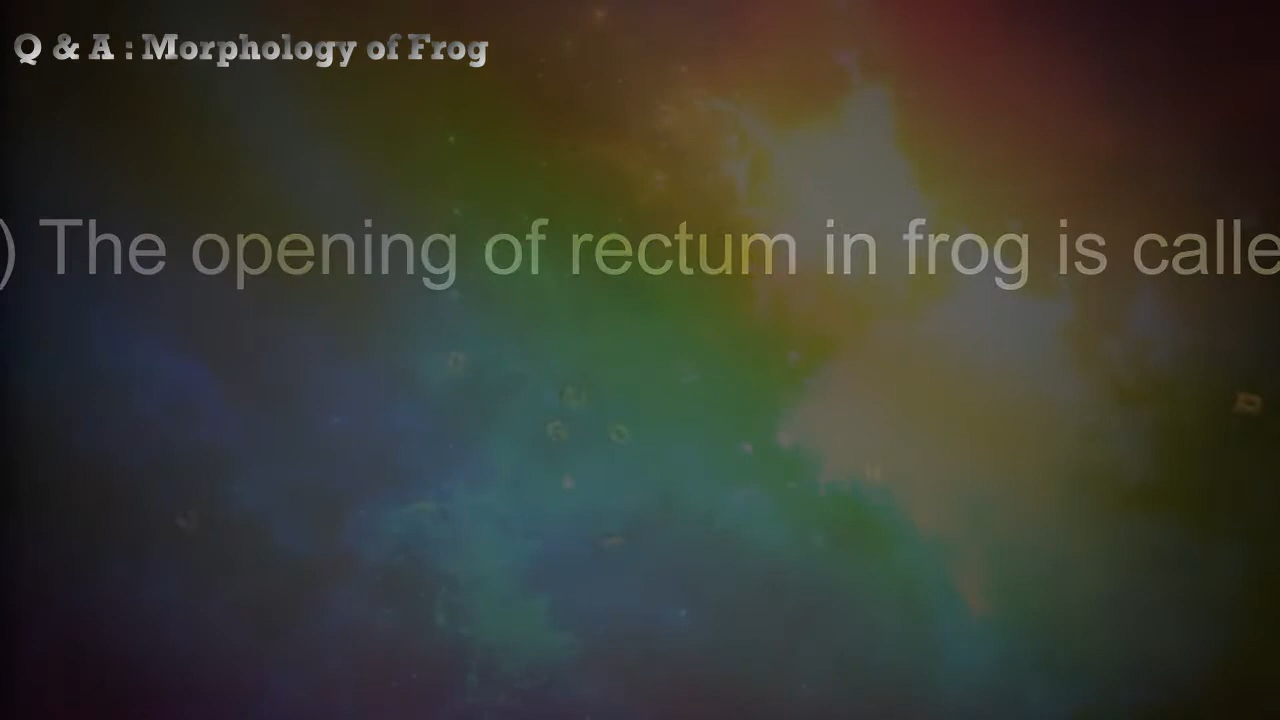 Q & A : Morphology of Frog
) The opening of rectum in frog is calle